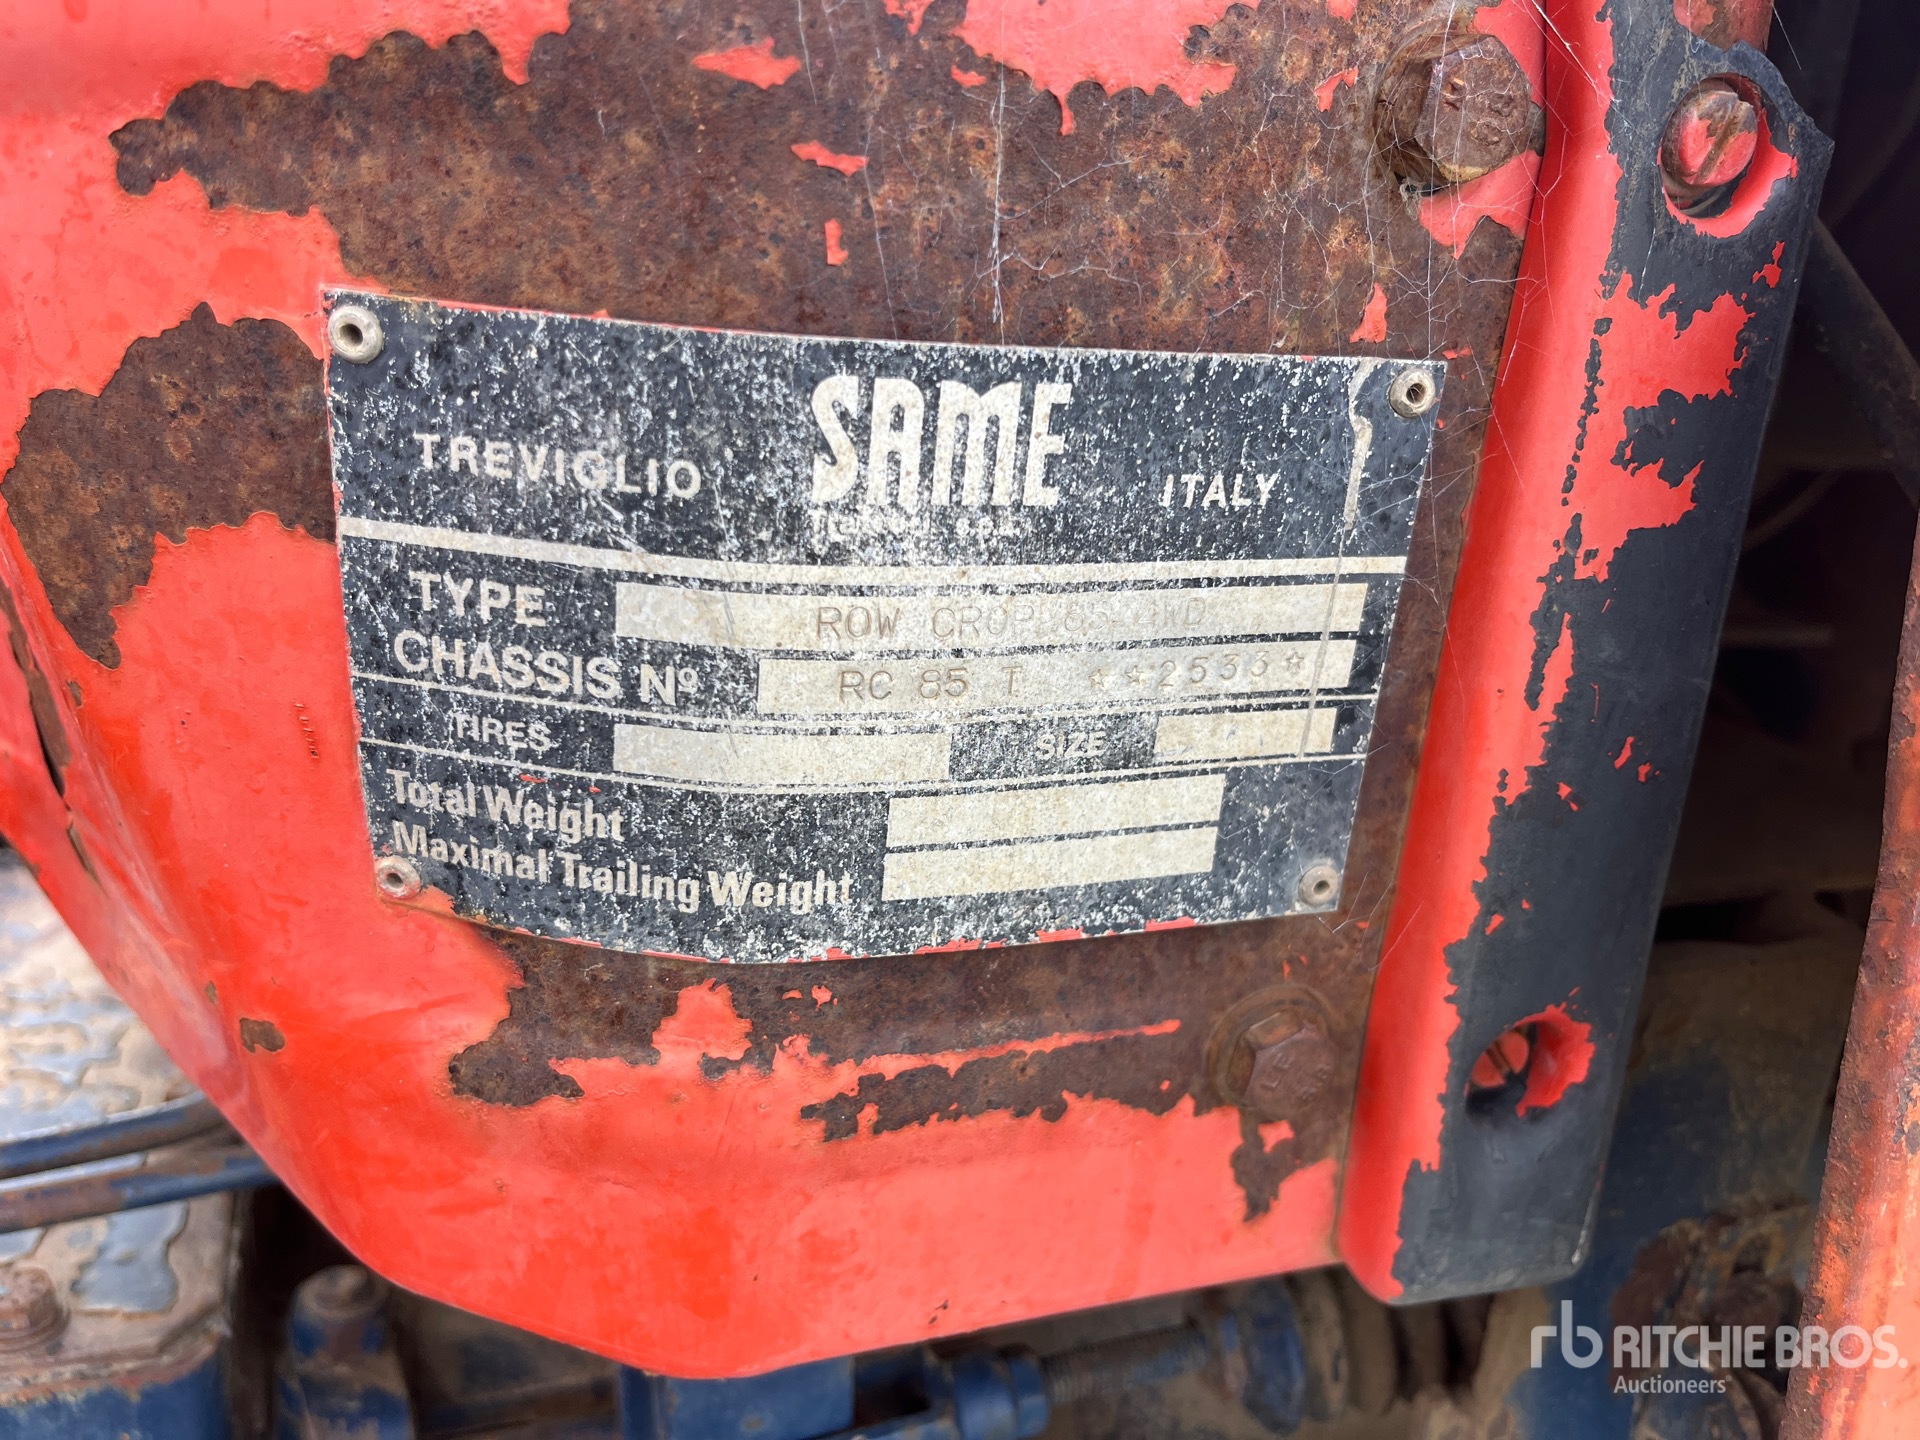 SAME
TREVIGLIO ITALY
TYPE ROW CROP 85 4WD
CHASSIS Nº RC 85 T ☆☆2533☆
TIRES SIZE
Total Weight
Maximal Trailing Weight
rb RITCHIE BROS.
Auctioneers